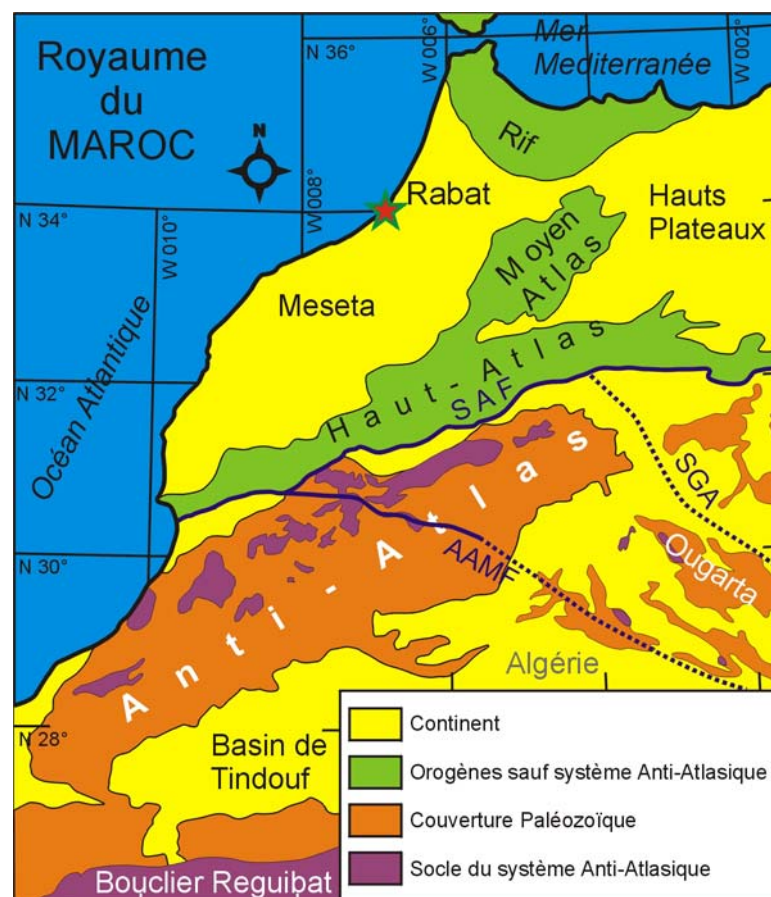 Royaume
du
MAROC
N
N 36°
W 006°
Mer
Mediterranée
W 002°
Rif
Rabat
Hauts
Plateaux
N 34°
W 010°
W 008°
Moyen
Atlas
Meseta
Océan Atlantique
N 32°
Haut-Atlas
SAF
SGA
Anti-Atlas
AAMF
Ougarta
N 30°
Algérie
N 28°
Basin de
Tindouf
Bouclier Reguibat
Continent
Orogènes sauf système Anti-Atlasique
Couverture Paléozoïque
Socle du système Anti-Atlasique